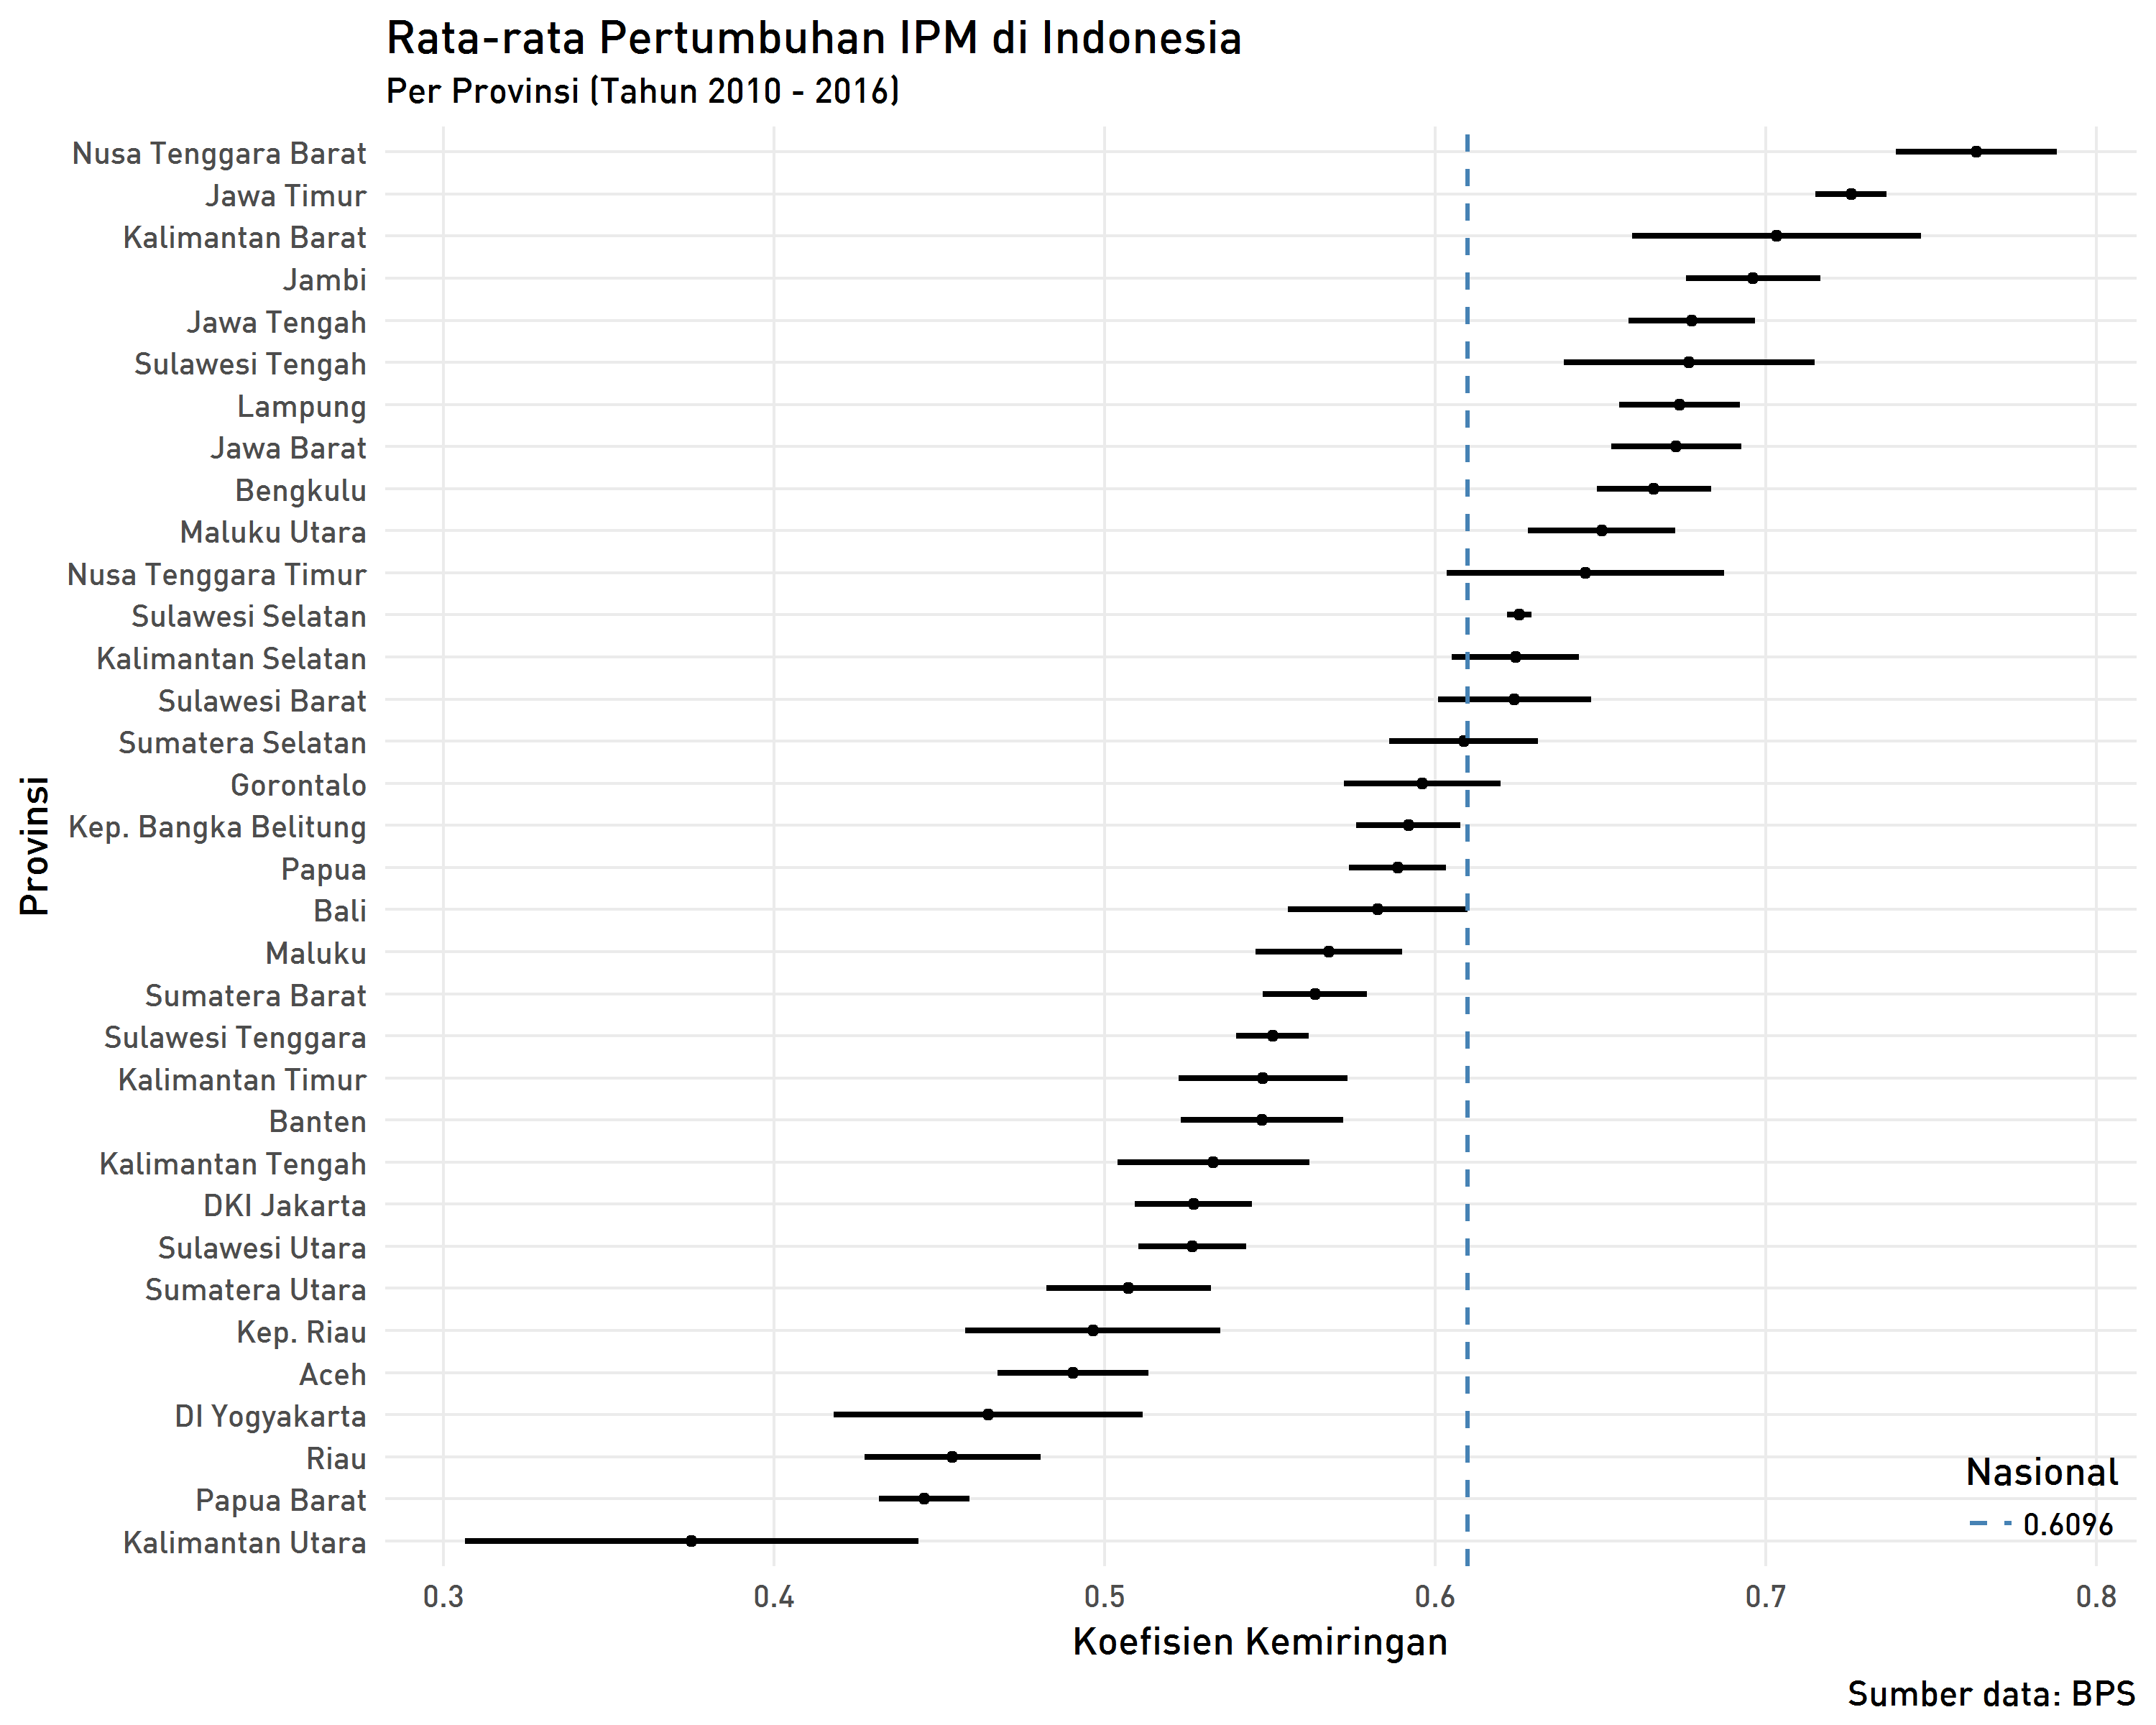 Rata-rata Pertumbuhan IPM di Indonesia
Per Provinsi (Tahun 2010 - 2016)
Provinsi
Nusa Tenggara Barat
Jawa Timur
Kalimantan Barat
Jambi
Jawa Tengah
Sulawesi Tengah
Lampung
Jawa Barat
Bengkulu
Maluku Utara
Nusa Tenggara Timur
Sulawesi Selatan
Kalimantan Selatan
Sulawesi Barat
Sumatera Selatan
Gorontalo
Kep. Bangka Belitung
Papua
Bali
Maluku
Sumatera Barat
Sulawesi Tenggara
Kalimantan Timur
Banten
Kalimantan Tengah
DKI Jakarta
Sulawesi Utara
Sumatera Utara
Kep. Riau
Aceh
DI Yogyakarta
Riau
Papua Barat
Kalimantan Utara
Nasional
0.6096
0.3 0.4 0.5 0.6 0.7 0.8
Koefisien Kemiringan
Sumber data: BPS